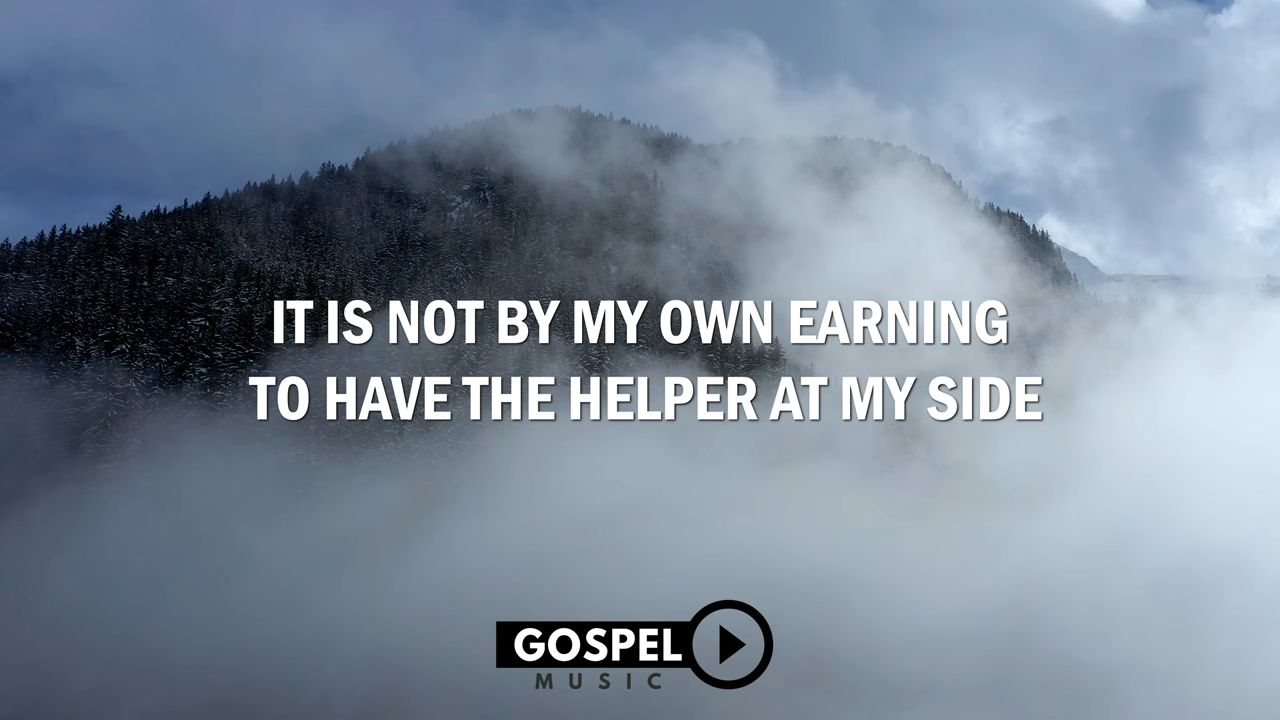 IT IS NOT BY MY OWN EARNING
TO HAVE THE HELPER AT MY SIDE
GOSPEL
MUSIC